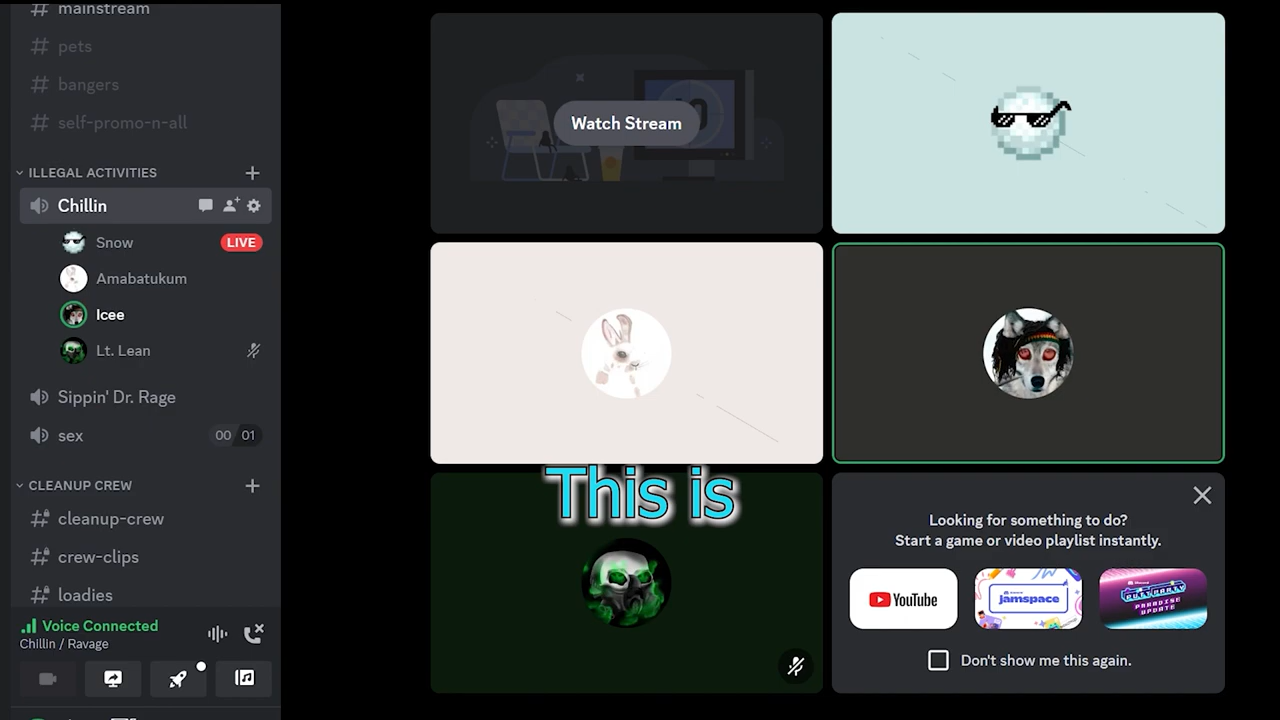 mainstream
pets
bangers
self-promo-n-all
ILLEGAL ACTIVITIES
Chillin
Snow
LIVE
Amabatukum
Icee
Lt. Lean
Sippin' Dr. Rage
sex
00 01
CLEANUP CREW
cleanup-crew
crew-clips
loadies
Voice Connected
Chillin / Ravage
Watch Stream
This is
Looking for something to do?
Start a game or video playlist instantly.
YouTube
jamspace
PARADISE
UPDATE
Don't show me this again.